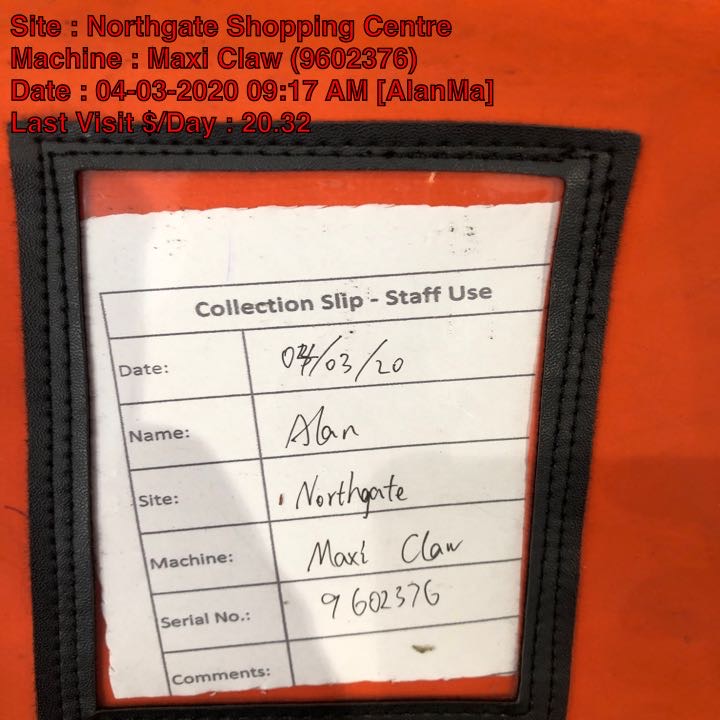 Site : Northgate Shopping Centre
Machine : Maxi Claw (9602376)
Date : 04-03-2020 09:17 AM [AlanMa]
Last Visit $/Day : 20.32
Collection Slip - Staff Use
Date: 04/03/20
Name: Alan
Site: Northgate
Machine: Maxi Claw
Serial No.: 9602376
Comments: